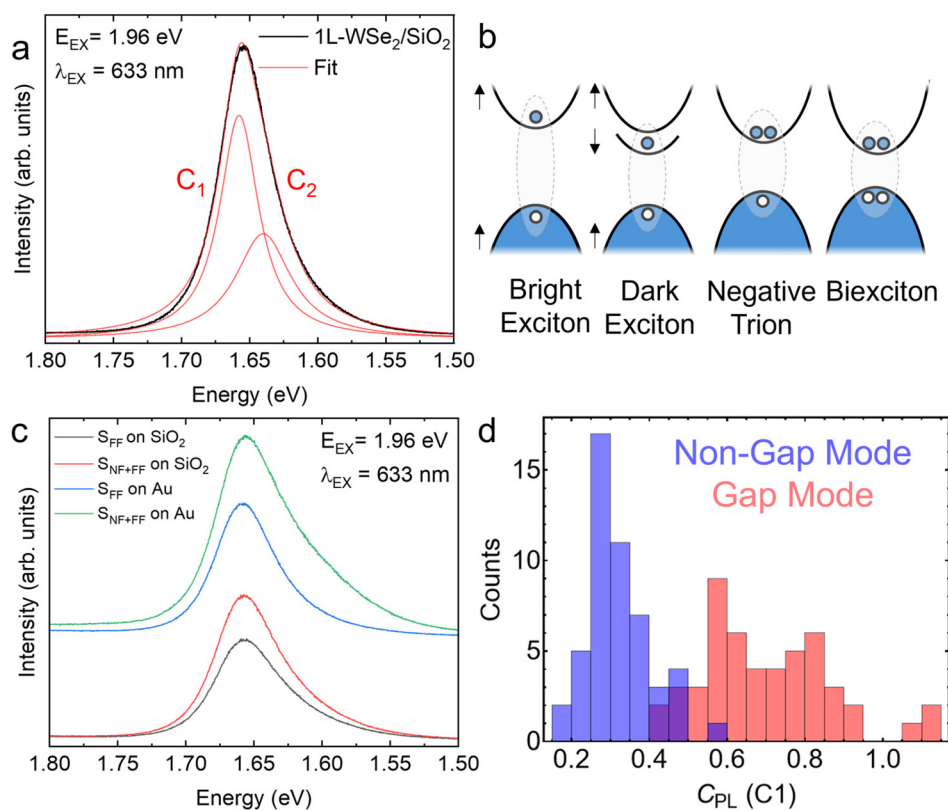 a
E_EX = 1.96 eV
λ_EX = 633 nm
1L-WSe₂/SiO₂
Fit
C₁
C₂
Intensity (arb. units)
1.80 1.75 1.70 1.65 1.60 1.55 1.50
Energy (eV)
b
Bright
Exciton
Dark
Exciton
Negative
Trion
Biexciton
c
S_FF on SiO₂
S_NF+FF on SiO₂
S_FF on Au
S_NF+FF on Au
E_EX = 1.96 eV
λ_EX = 633 nm
Intensity (arb. units)
1.80 1.75 1.70 1.65 1.60 1.55 1.50
Energy (eV)
d
Non-Gap Mode
Gap Mode
Counts
15
10
5
0
0.2 0.4 0.6 0.8 1.0
C_PL (C1)